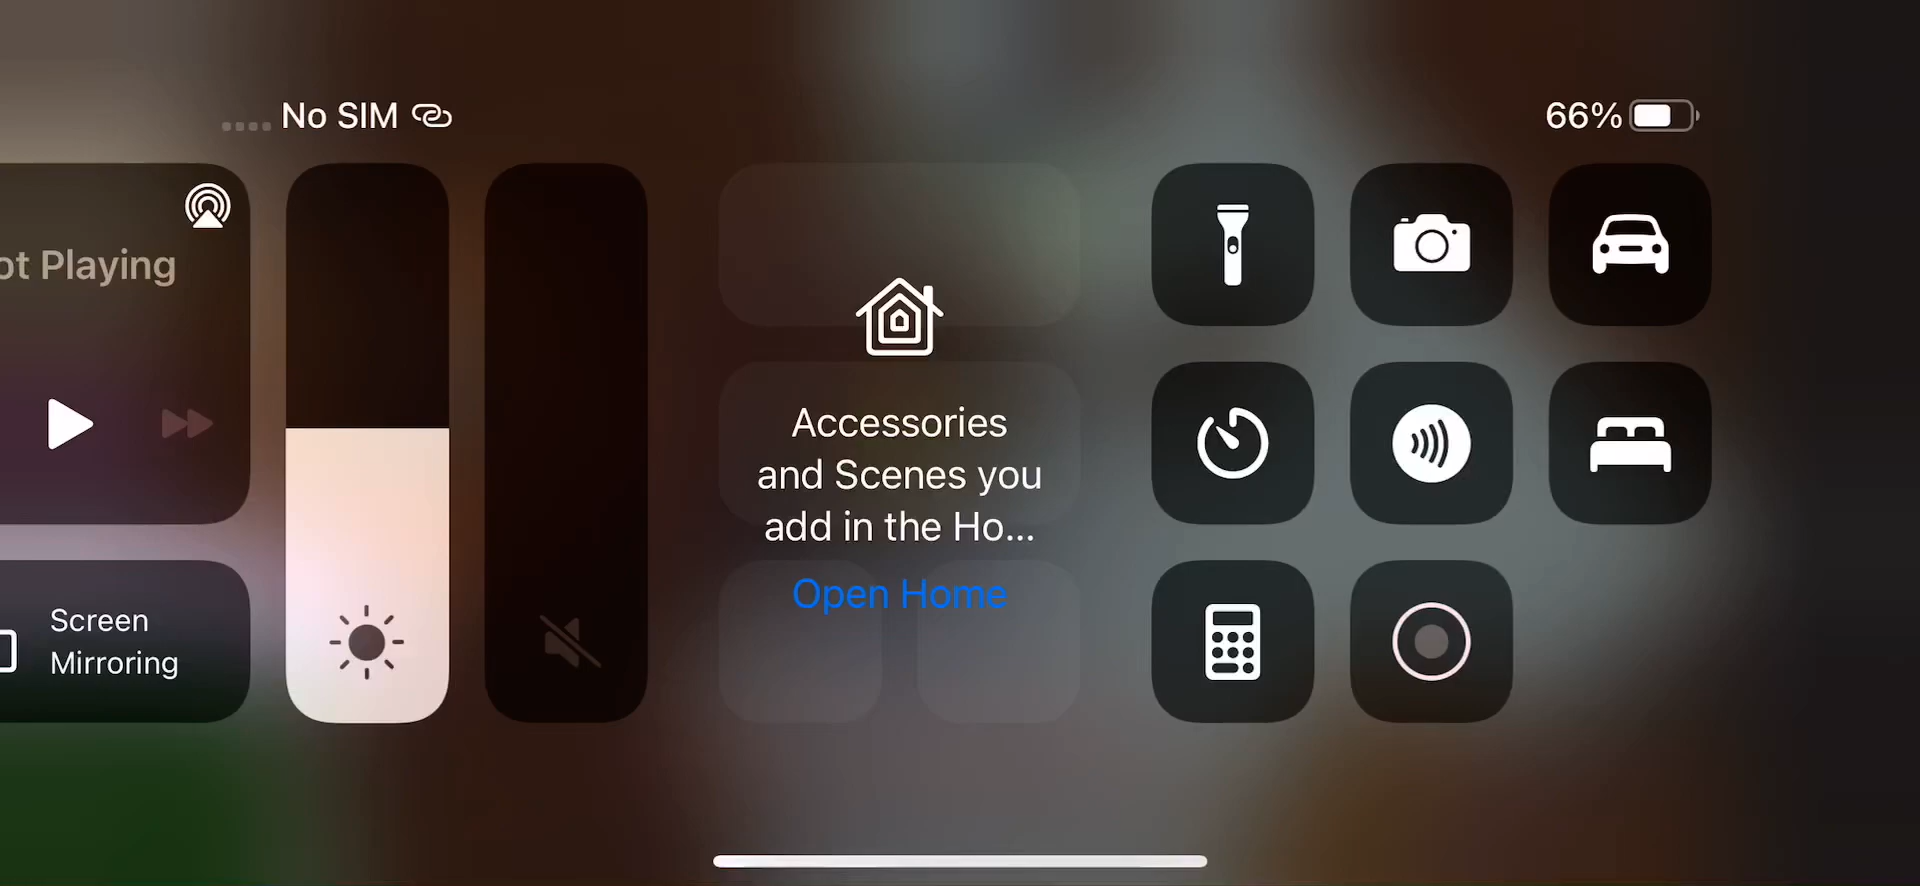 No SIM
66%
ot Playing
Accessories
and Scenes you
add in the Ho...
Open Home
Screen
Mirroring